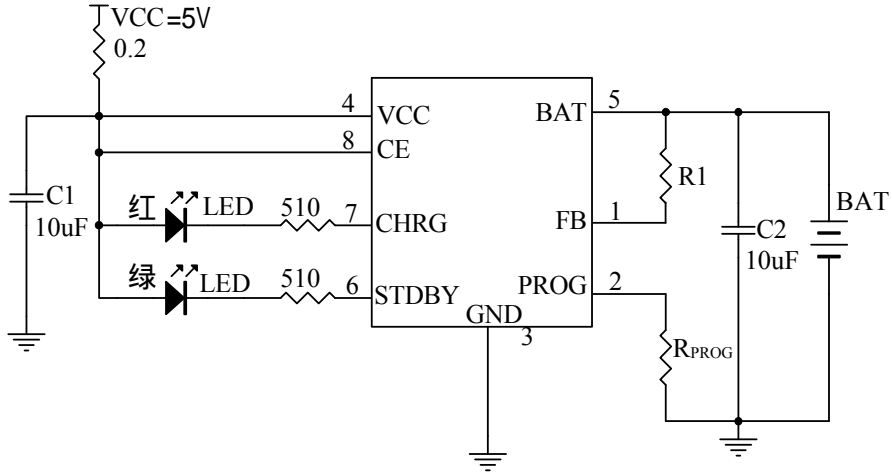 VCC=5V
0.2
4
VCC
BAT
5
8
CE
C1
10uF
红
LED
510
7
CHRG
R1
FB
1
C2
10uF
BAT
绿
LED
510
6
STDBY
PROG
2
GND
3
RPROG